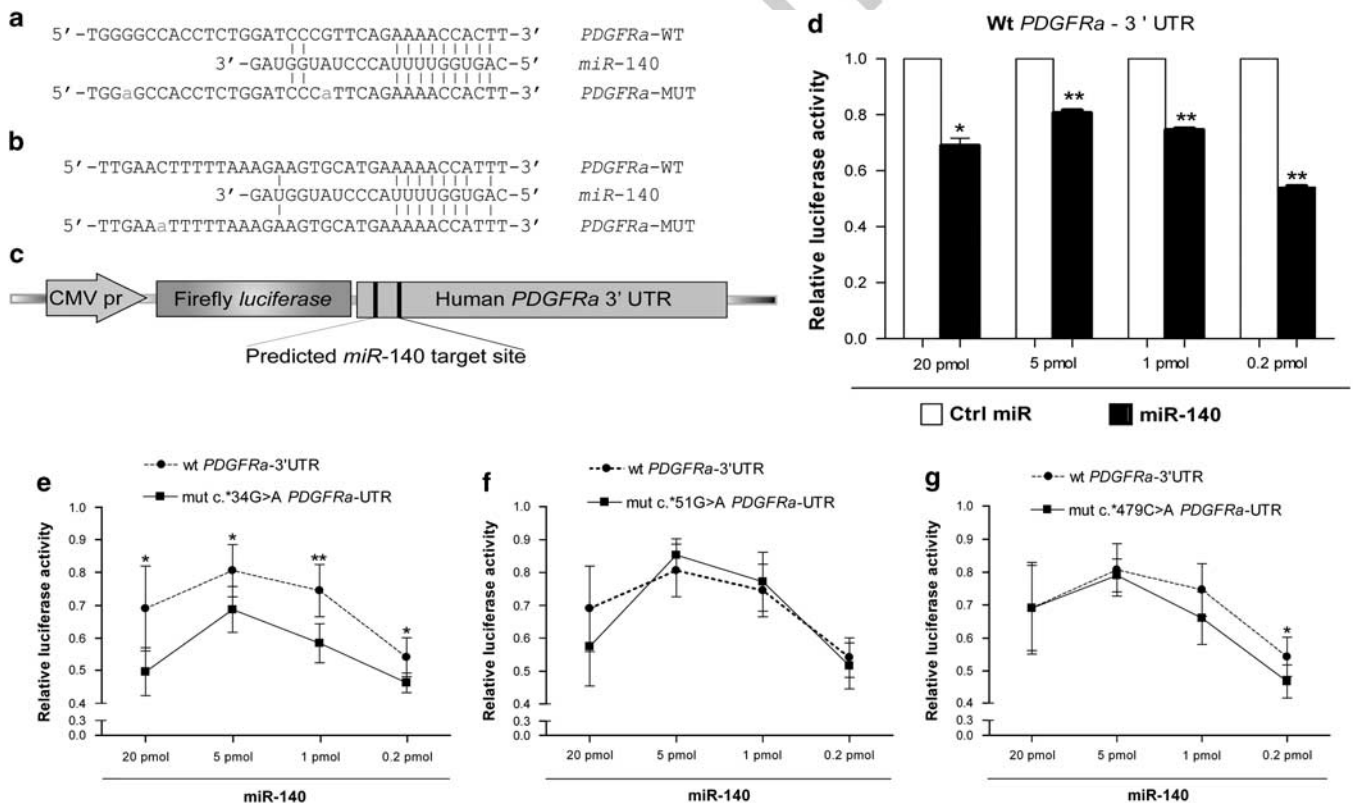 a
5'-TGGGGCCACCTCTGGATCCCGTTCAGAAAACCACTT-3' PDGFRa-WT
3'-GAUGGUAUCCCAUUUUGGUGAC-5' miR-140
5'-TGGaGCCACCTCTGGATCCCaTTCAGAAAACCACTT-3' PDGFRa-MUT
b
5'-TTGAACTTTTTAAAGAAGTGCATGAAAAACCATTT-3' PDGFRa-WT
3'-GAUGGUAUCCCAUUUUGGUGAC-5' miR-140
5'-TTGAAaTTTTTAAAGAAGTGCATGAAAAACCATTT-3' PDGFRa-MUT
c
CMV pr Firefly luciferase Human PDGFRa 3' UTR
Predicted miR-140 target site
d
Wt PDGFRa - 3 ' UTR
Relative luciferase activity
1.0
0.8
0.6
0.4
0.2
0.0
* ** ** **
20 pmol 5 pmol 1 pmol 0.2 pmol
Ctrl miR miR-140
e
wt PDGFRa-3'UTR
mut c.*34G>A PDGFRa-UTR
Relative luciferase activity
1.0
0.9
0.8
0.7
0.6
0.5
0.4
0.3
0.0
* * ** *
20 pmol 5 pmol 1 pmol 0.2 pmol
miR-140
f
wt PDGFRa-3'UTR
mut c.*51G>A PDGFRa-UTR
Relative luciferase activity
1.0
0.9
0.8
0.7
0.6
0.5
0.4
0.3
0.0
20 pmol 5 pmol 1 pmol 0.2 pmol
miR-140
g
wt PDGFRa-3'UTR
mut c.*479C>A PDGFRa-UTR
Relative luciferase activity
1.0
0.9
0.8
0.7
0.6
0.5
0.4
0.3
0.0
*
20 pmol 5 pmol 1 pmol 0.2 pmol
miR-140